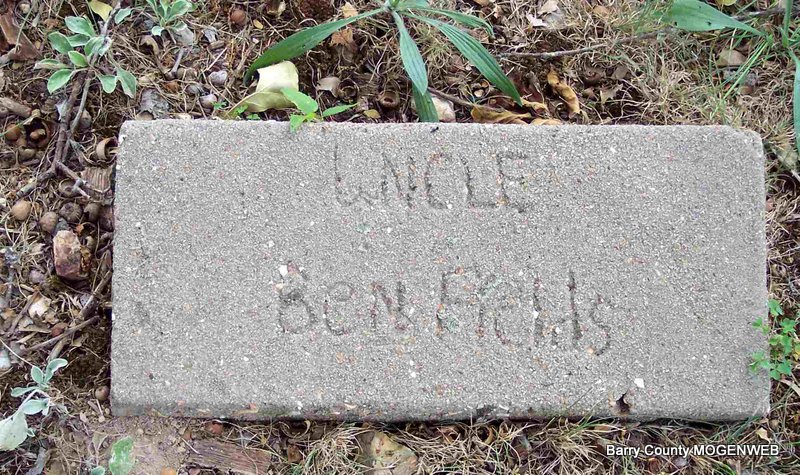 UNCLE
BeN FieldS
Barry County MOGENWEB